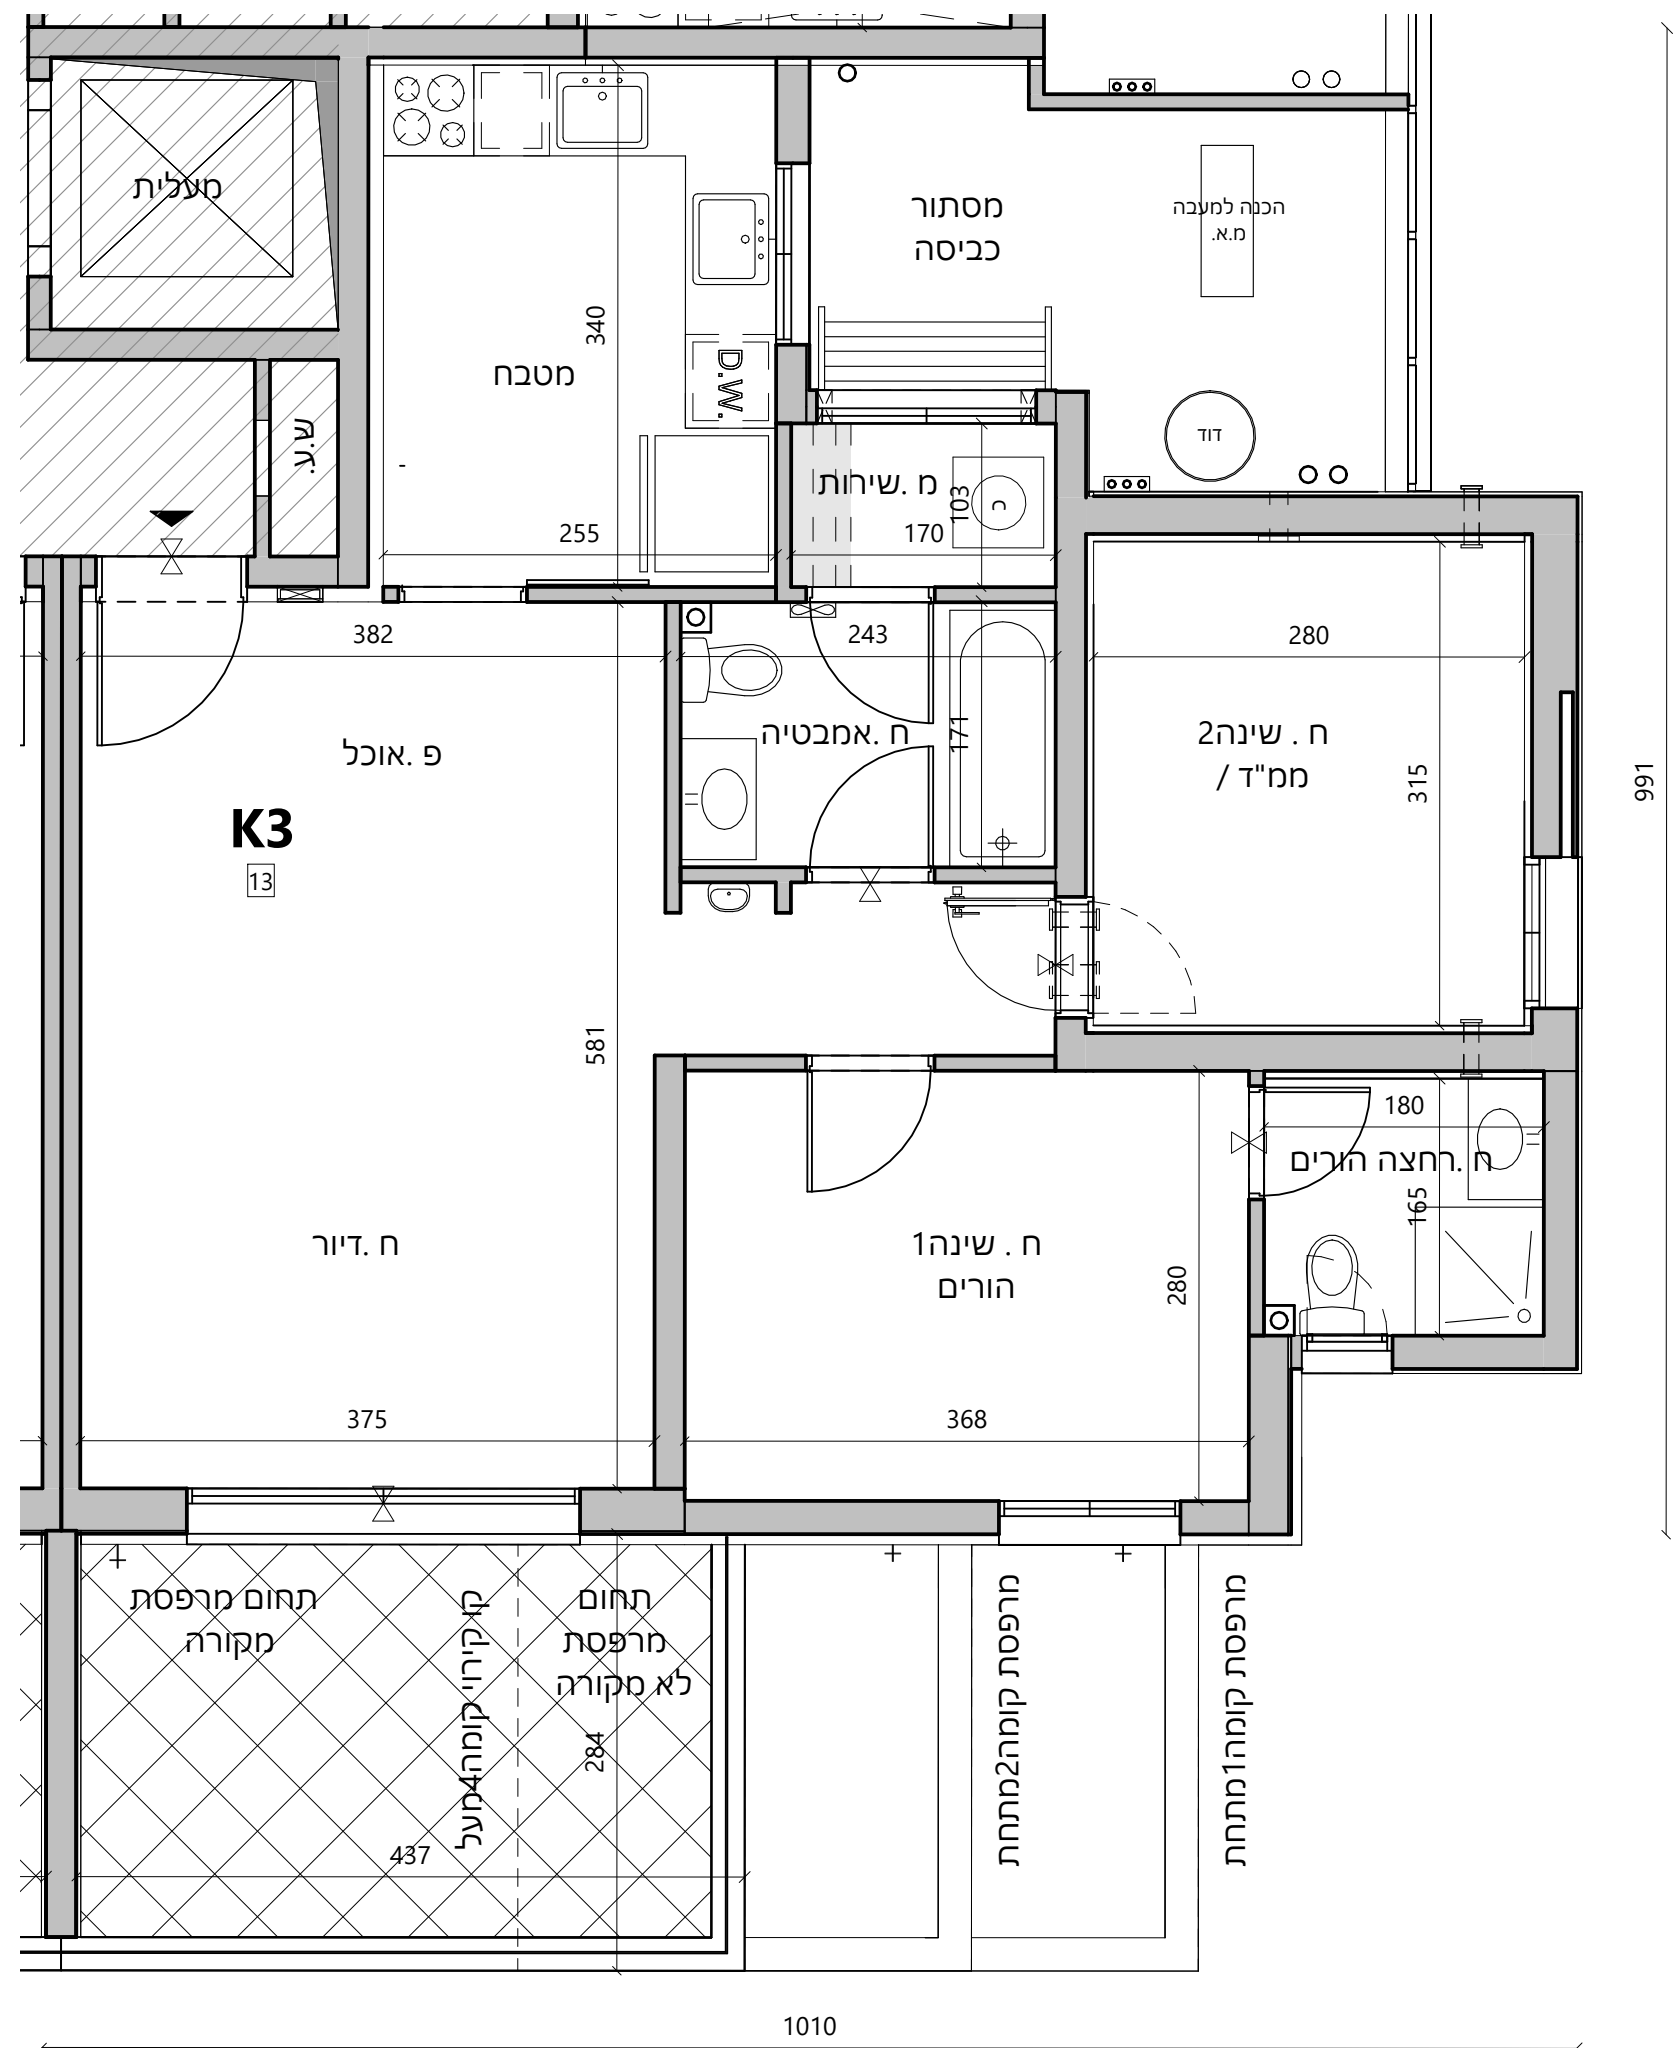 מעלית
מסתור
כביסה
הכנה למעבה
מ.א.
340
מטבח
D.W.
ש.ע.
דוד
-
מ .שירות
103
כ
255
170
382
243
280
פ .אוכל
ח .אמבטיה
171
ח . שינה2
ממ"ד /
315
991
K3
13
581
180
ח .רחצה הורים
165
ח .דיור
ח . שינה1
הורים
280
375
368
תחום מרפסת
מקורה
תחום
מרפסת
לא מקורה
קו קירוי קומה4מעל
284
437
מרפסת קומה2מתחת
מרפסת קומה1מתחת
1010